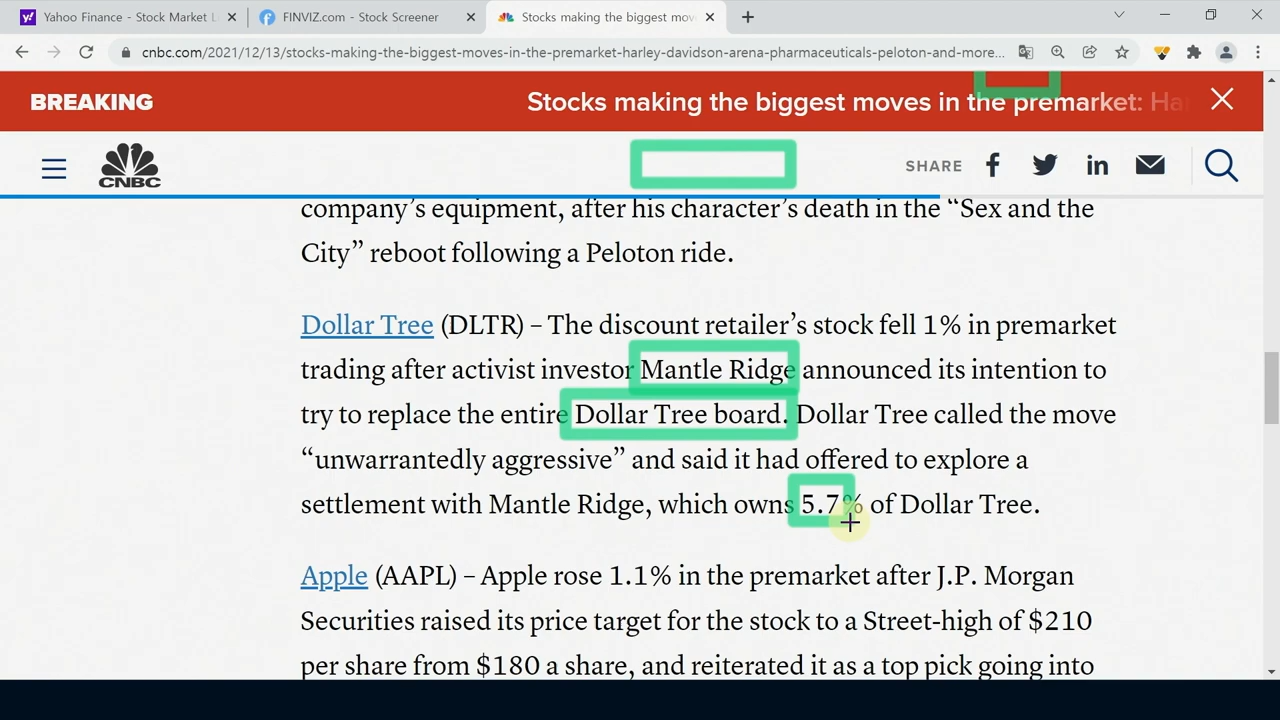 Yahoo Finance - Stock Market L
FINVIZ.com - Stock Screener
Stocks making the biggest mov
cnbc.com/2021/12/13/stocks-making-the-biggest-moves-in-the-premarket-harley-davidson-arena-pharmaceuticals-peloton-and-more...
BREAKING
Stocks making the biggest moves in the premarket: Ha
CNBC
SHARE
company’s equipment, after his character’s death in the “Sex and the
City” reboot following a Peloton ride.
Dollar Tree (DLTR) – The discount retailer’s stock fell 1% in premarket
trading after activist investor Mantle Ridge announced its intention to
try to replace the entire Dollar Tree board. Dollar Tree called the move
“unwarrantedly aggressive” and said it had offered to explore a
settlement with Mantle Ridge, which owns 5.7% of Dollar Tree.
Apple (AAPL) – Apple rose 1.1% in the premarket after J.P. Morgan
Securities raised its price target for the stock to a Street-high of $210
per share from $180 a share, and reiterated it as a top pick going into